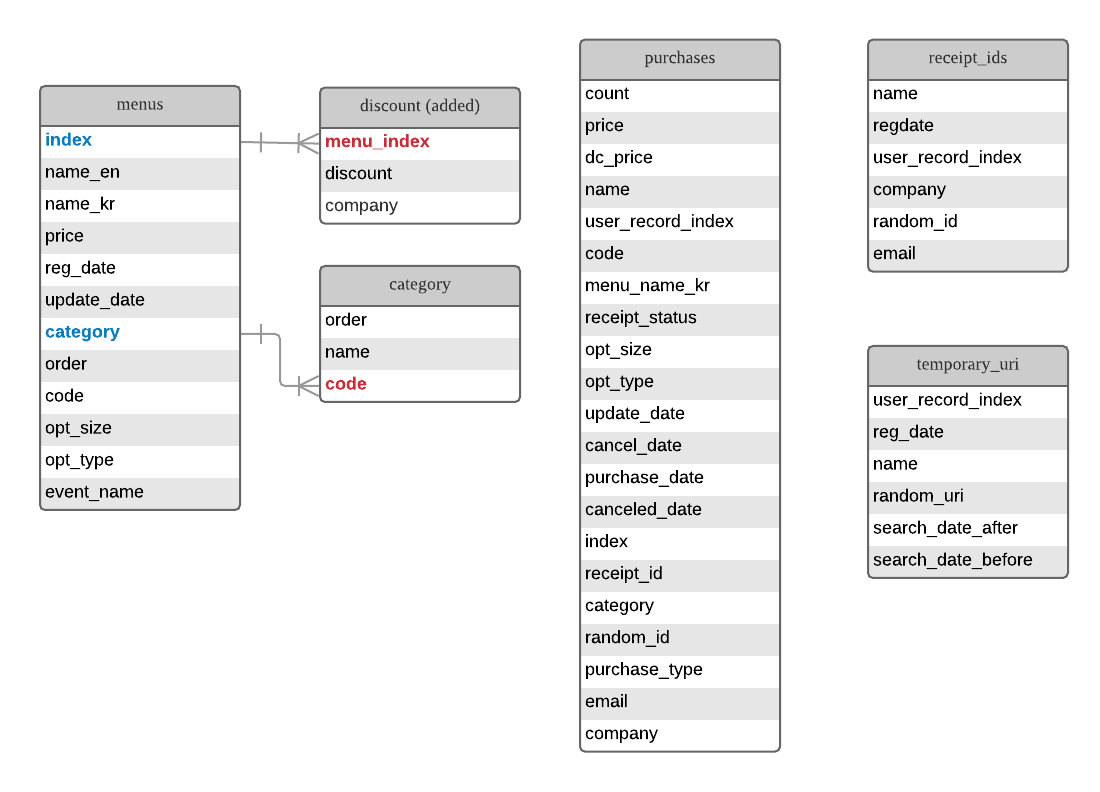 menus
index
name_en
name_kr
price
reg_date
update_date
category
order
code
opt_size
opt_type
event_name
discount (added)
menu_index
discount
company
category
order
name
code
purchases
count
price
dc_price
name
user_record_index
code
menu_name_kr
receipt_status
opt_size
opt_type
update_date
cancel_date
purchase_date
canceled_date
index
receipt_id
category
random_id
purchase_type
email
company
receipt_ids
name
regdate
user_record_index
company
random_id
email
temporary_uri
user_record_index
reg_date
name
random_uri
search_date_after
search_date_before